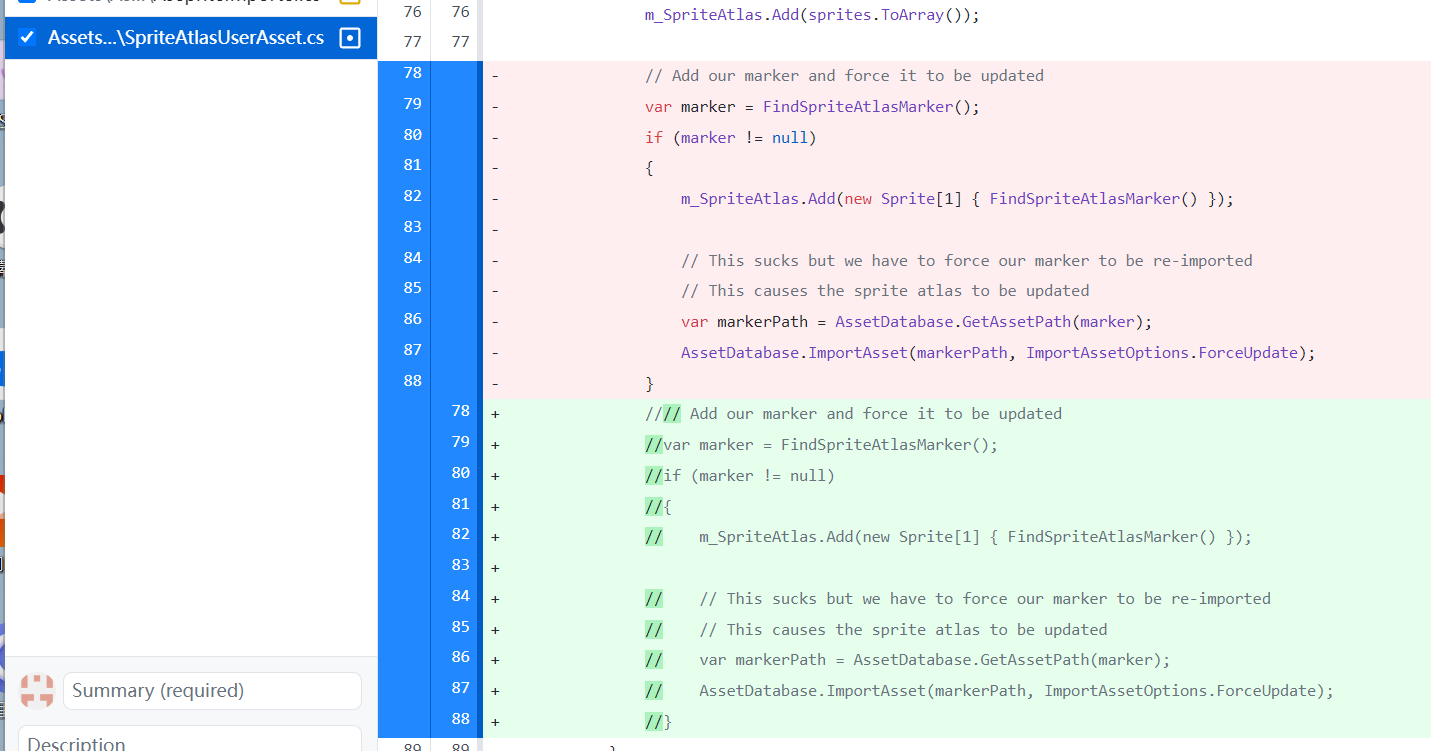 76 76 m_SpriteAtlas.Add(sprites.ToArray());
Assets...\SpriteAtlasUserAsset.cs
77 77
78 - // Add our marker and force it to be updated
79 - var marker = FindSpriteAtlasMarker();
80 - if (marker != null)
81 - {
82 - m_SpriteAtlas.Add(new Sprite[1] { FindSpriteAtlasMarker() });
83 -
84 - // This sucks but we have to force our marker to be re-imported
85 - // This causes the sprite atlas to be updated
86 - var markerPath = AssetDatabase.GetAssetPath(marker);
87 - AssetDatabase.ImportAsset(markerPath, ImportAssetOptions.ForceUpdate);
88 - }
78 + //// Add our marker and force it to be updated
79 + //var marker = FindSpriteAtlasMarker();
80 + //if (marker != null)
81 + //{
82 + // m_SpriteAtlas.Add(new Sprite[1] { FindSpriteAtlasMarker() });
83 +
84 + // // This sucks but we have to force our marker to be re-imported
85 + // // This causes the sprite atlas to be updated
86 + // var markerPath = AssetDatabase.GetAssetPath(marker);
87 + // AssetDatabase.ImportAsset(markerPath, ImportAssetOptions.ForceUpdate);
88 + //}
Summary (required)
Description
89 89 }